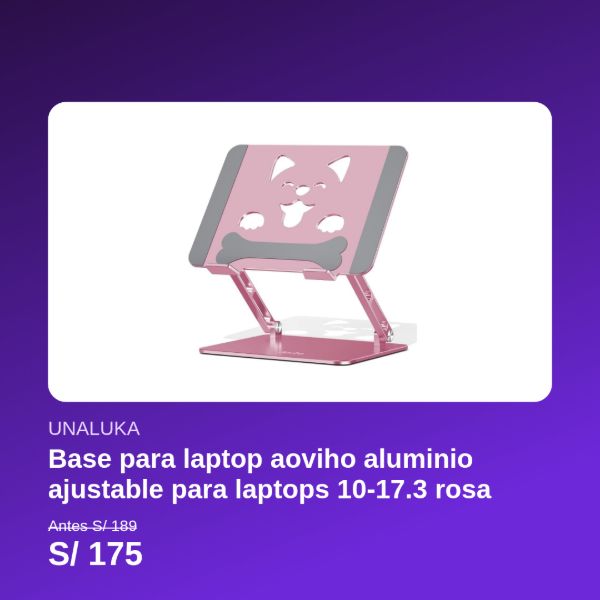 UNALUKA
Base para laptop aoviho aluminio
ajustable para laptops 10-17.3 rosa
Antes S/ 189
S/ 175